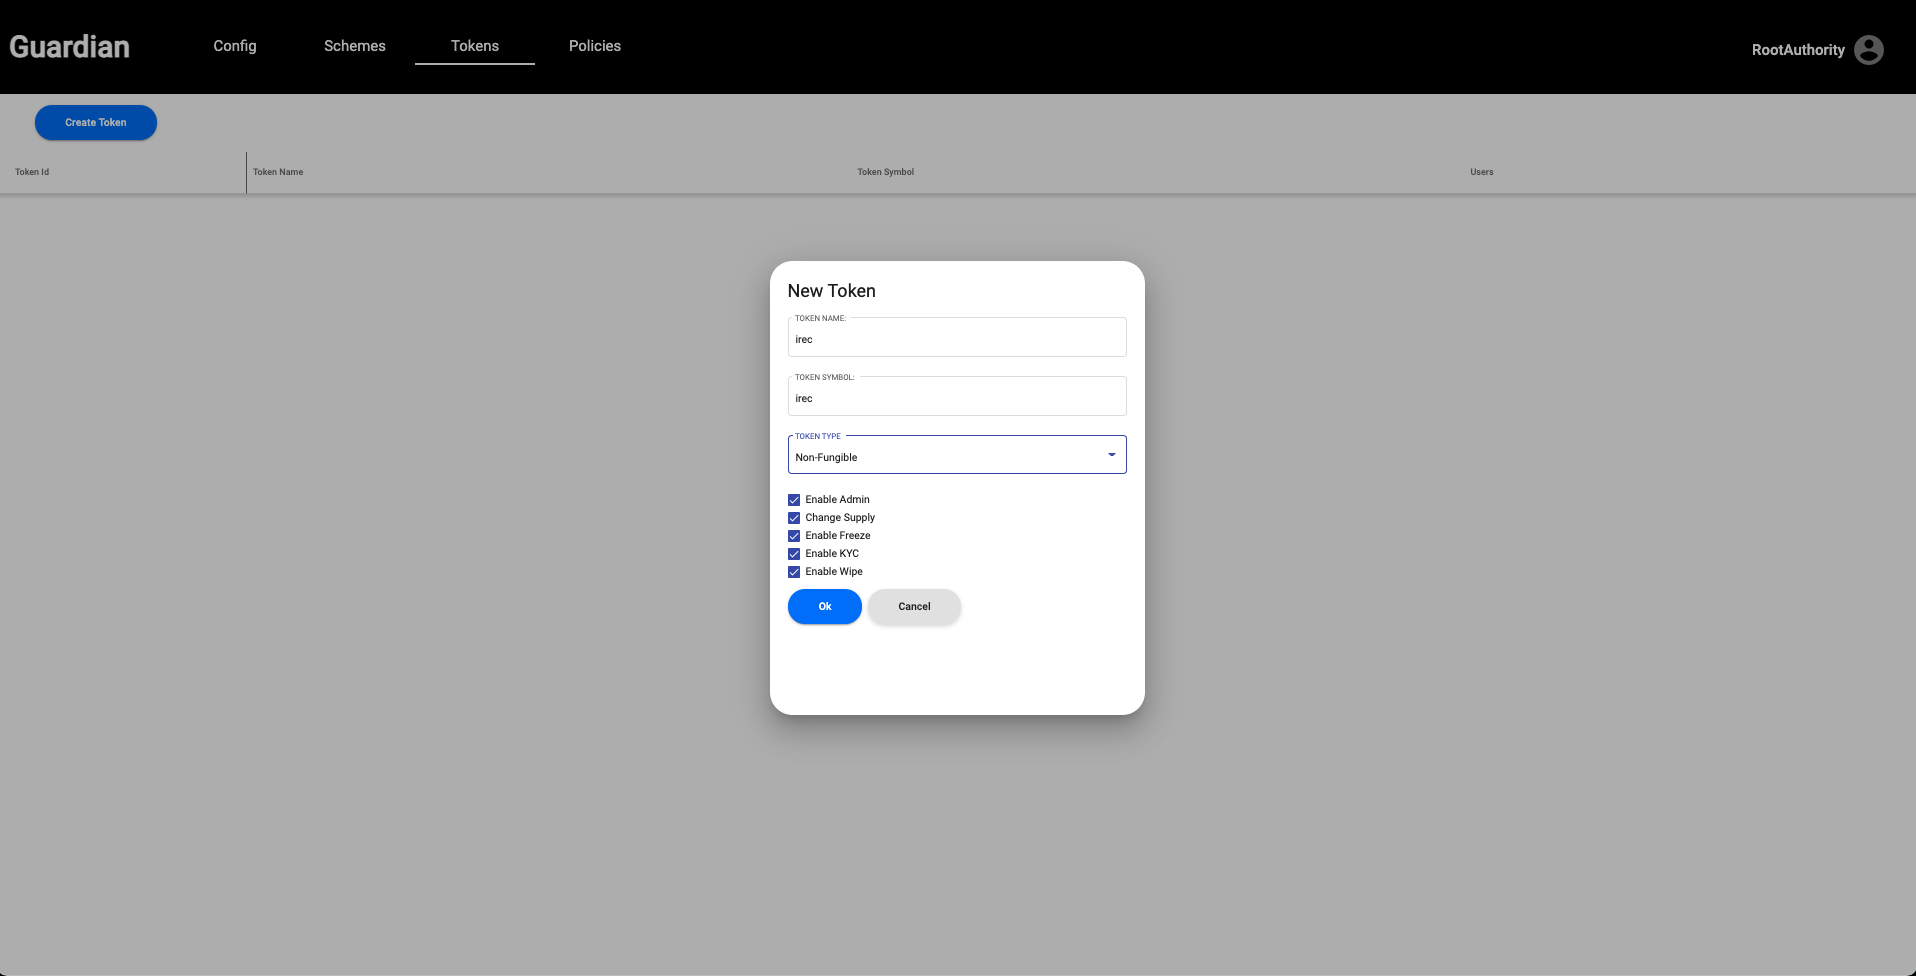 Guardian Config Schemes Tokens Policies RootAuthority
Create Token
Token Id Token Name Token Symbol Users
New Token
TOKEN NAME:
irec
TOKEN SYMBOL:
irec
TOKEN TYPE
Non-Fungible
Enable Admin
Change Supply
Enable Freeze
Enable KYC
Enable Wipe
Ok Cancel